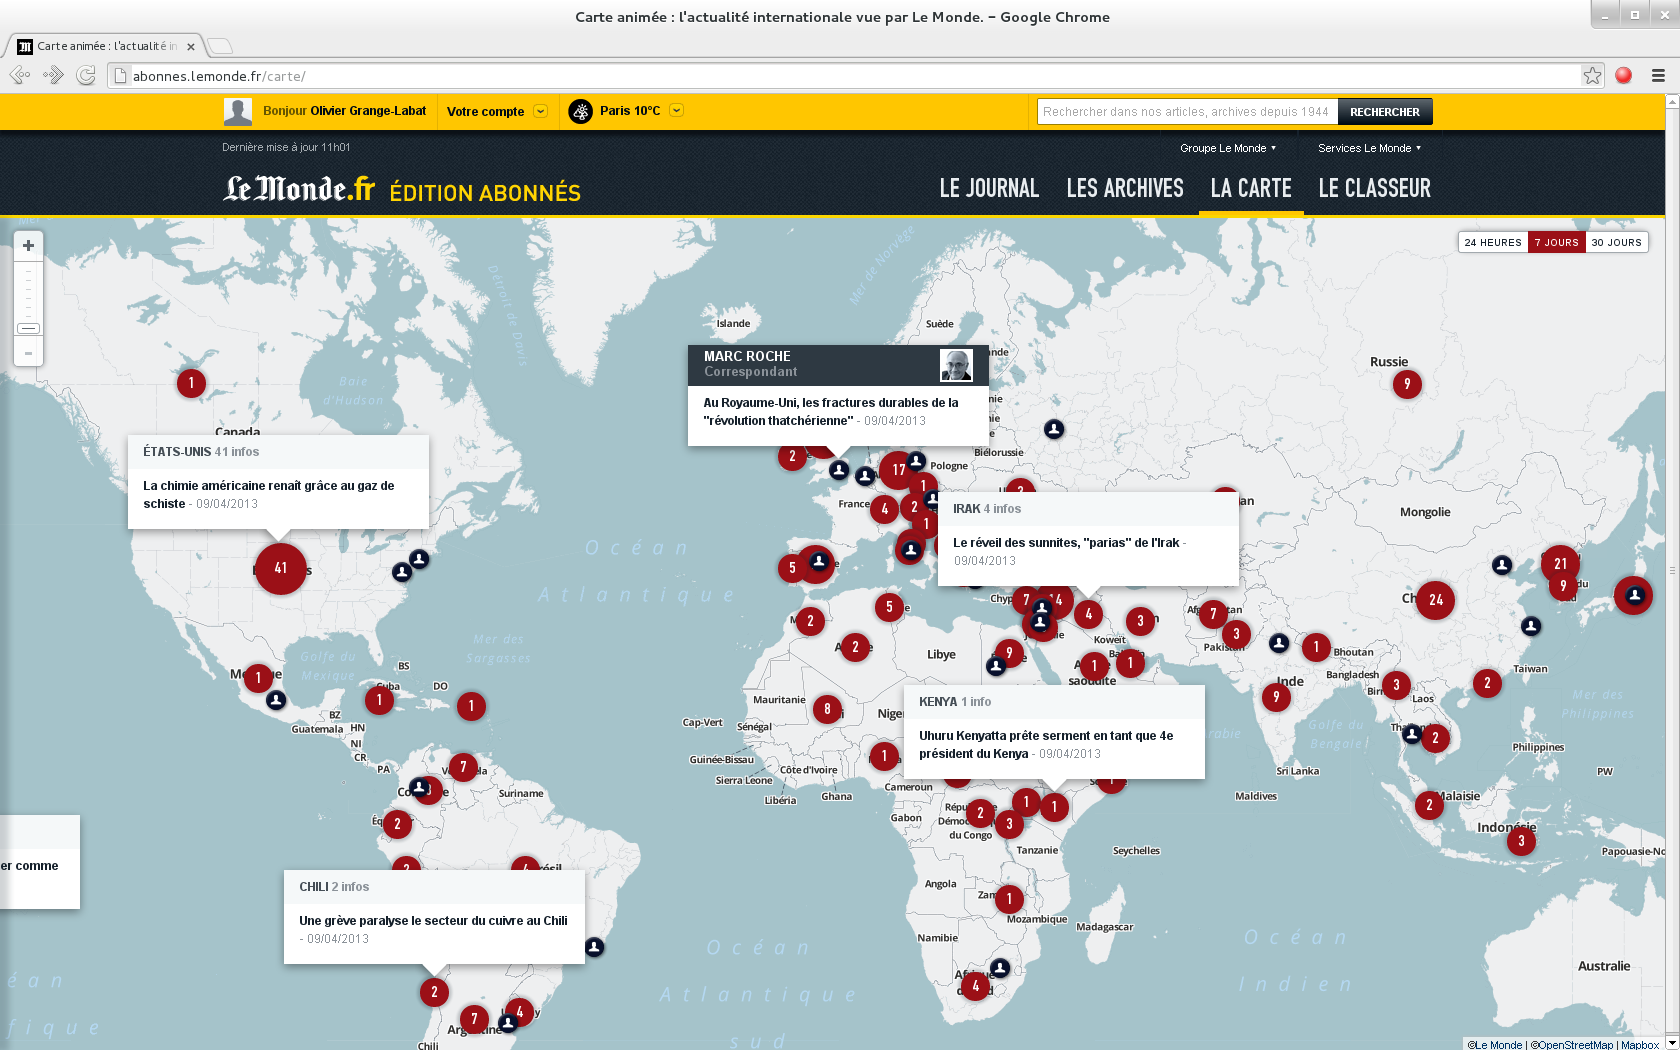 Carte animée : l'actualité internationale vue par Le Monde. - Google Chrome
Carte animée : l'actualité in
abonnes.lemonde.fr/carte/
Bonjour Olivier Grange-Labat
Votre compte
Paris 10°C
Rechercher dans nos articles, archives depuis 1944
RECHERCHER
Dernière mise à jour 11h01
Groupe Le Monde
Services Le Monde
Le Monde.fr ÉDITION ABONNÉS
LE JOURNAL
LES ARCHIVES
LA CARTE
LE CLASSEUR
24 HEURES
7 JOURS
30 JOURS
+
-
Détroit de Davis
Mer de Norvège
Islande
Suède
Russie
9
1
Baie
d'Hudson
Canada
MARC ROCHE
Correspondant
Au Royaume-Uni, les fractures durables de la
"révolution thatchérienne" - 09/04/2013
ÉTATS-UNIS 41 infos
La chimie américaine renaît grâce au gaz de
schiste - 09/04/2013
41
Biélorussie
Pologne
2
17
1
France
4
2
1
Mongolie
IRAK 4 infos
Le réveil des sunnites, "parias" de l'Irak -
09/04/2013
Océan
Atlantique
5
21
9
24
7
14
4
3
7
3
Koweït
Pakistan
1
Bhoutan
Bangladesh
Taiwan
5
2
2
Libye
9
1
1
saoudite
Inde
9
3
Laos
2
Mer des
Sargasses
Golfe du
Mexique
BS
DO
1
Cuba
1
1
BZ
Guatemala
HN
NI
CR
PA
Mauritanie
8
Cap-Vert
Sénégal
Guinée-Bissau
Sierra Leone
Côte d'Ivoire
Libéria
Ghana
1
Cameroun
KENYA 1 info
Uhuru Kenyatta prête serment en tant que 4e
président du Kenya - 09/04/2013
Golfe du
Bengale
2
Mer des
Philippines
Philippines
Sri Lanka
Maldives
PW
7
Suriname
2
Gabon
2
1
1
3
du Congo
Tanzanie
Seychelles
2
Malaisie
Indonésie
3
er comme
Angola
1
Mozambique
Madagascar
Namibie
CHILI 2 infos
Une grève paralyse le secteur du cuivre au Chili
- 09/04/2013
2
7
4
Chili
Océan
Atlantique
sud
4
Océan
Indien
Australie
©Le Monde | ©OpenStreetMap | Mapbox